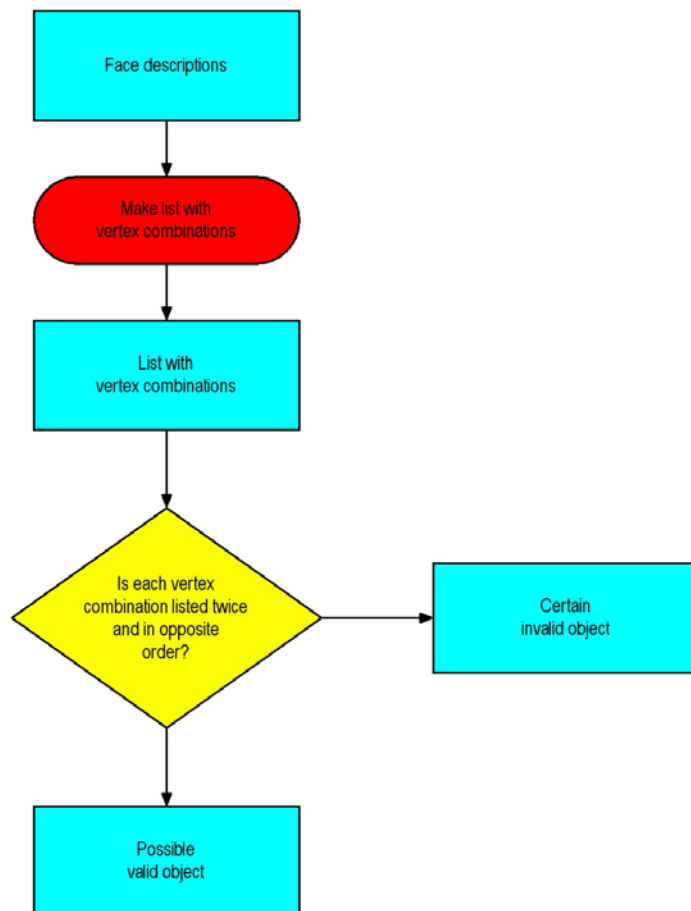 Face descriptions
Make list with
vertex combinations
List with
vertex combinations
Is each vertex
combination listed twice
and in opposite
order?
Certain
invalid object
Possible
valid object